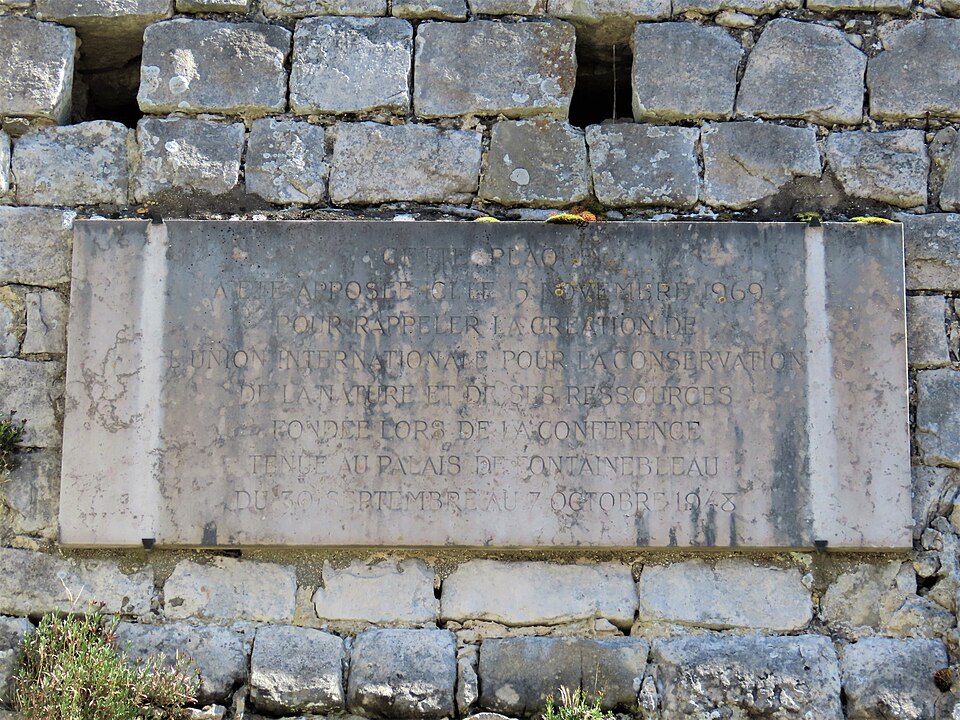 CETTE PLAQUE
A ÉTÉ APPOSÉE ICI LE 15 NOVEMBRE 1969
POUR RAPPELER LA CRÉATION DE
L'UNION INTERNATIONALE POUR LA CONSERVATION
DE LA NATURE ET DE SES RESSOURCES
FONDÉE LORS DE LA CONFÉRENCE
TENUE AU PALAIS DE FONTAINEBLEAU
DU 30 SEPTEMBRE AU 7 OCTOBRE 1948